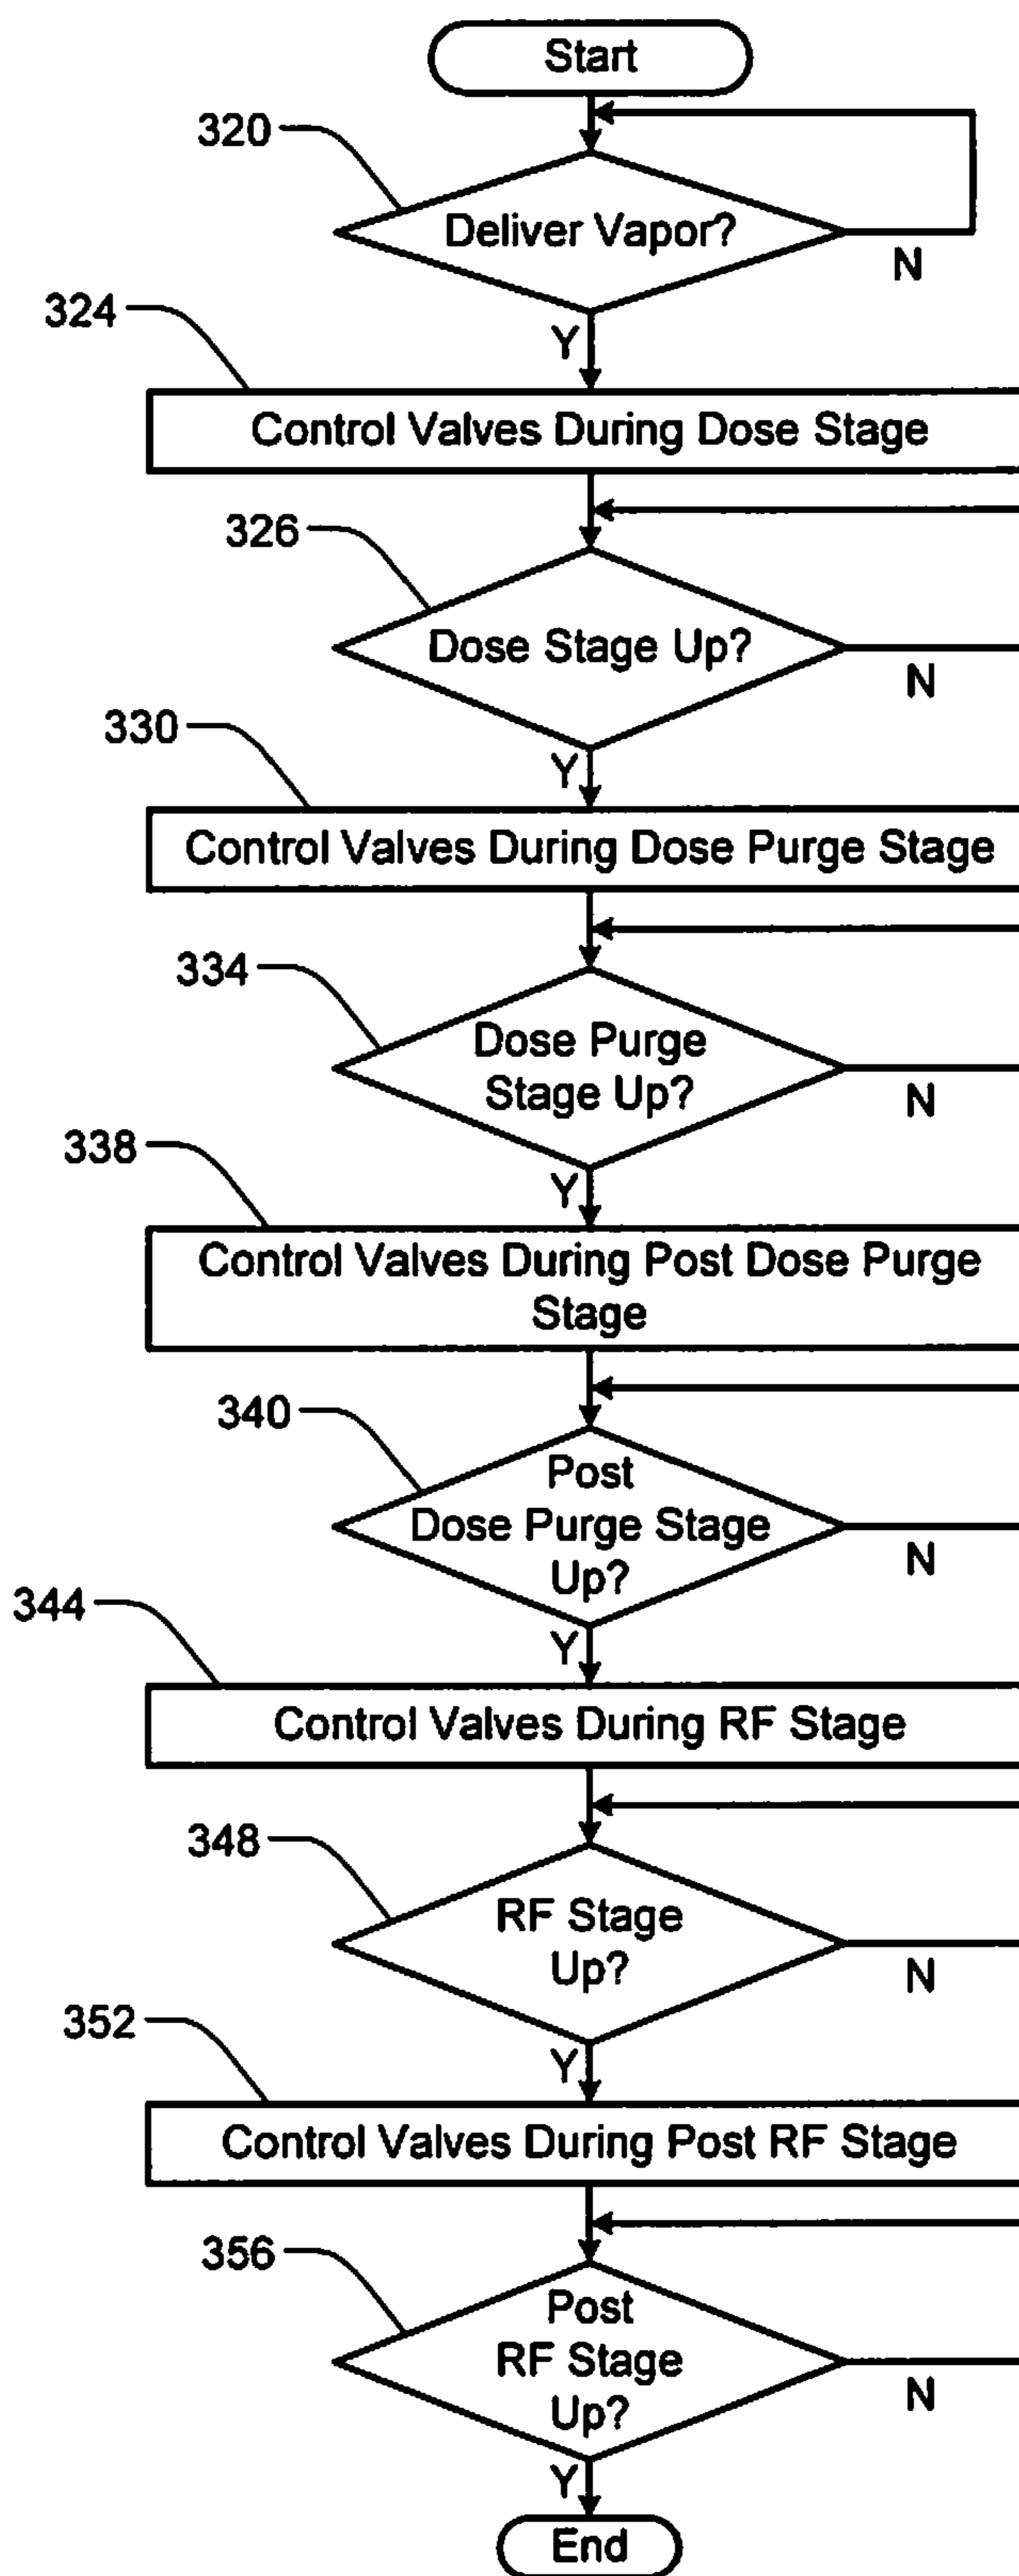 Start
320
Deliver Vapor?
N
Y
324
Control Valves During Dose Stage
326
Dose Stage Up?
N
Y
330
Control Valves During Dose Purge Stage
334
Dose Purge
Stage Up?
N
Y
338
Control Valves During Post Dose Purge
Stage
340
Post
Dose Purge Stage
Up?
N
Y
344
Control Valves During RF Stage
348
RF Stage
Up?
N
Y
352
Control Valves During Post RF Stage
356
Post
RF Stage
Up?
N
Y
End